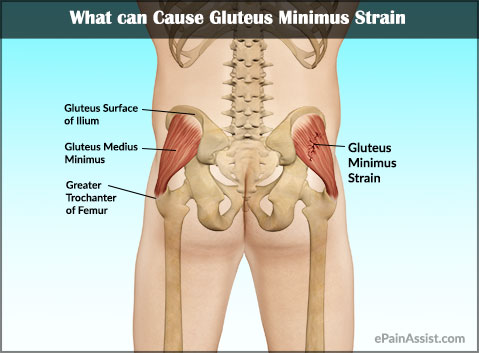 What can Cause Gluteus Minimus Strain
Gluteus Surface
of Ilium
Gluteus Medius
Minimus
Greater
Trochanter
of Femur
Gluteus
Minimus
Strain
ePainAssist.com